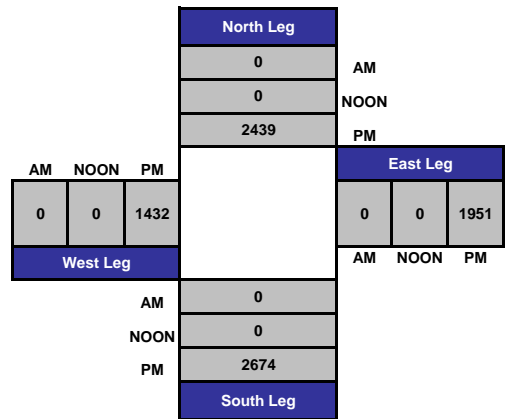 North Leg
0 AM
0 NOON
2439 PM
AM NOON PM East Leg
0 0 1432 0 0 1951
West Leg AM NOON PM
AM 0
NOON 0
PM 2674
South Leg